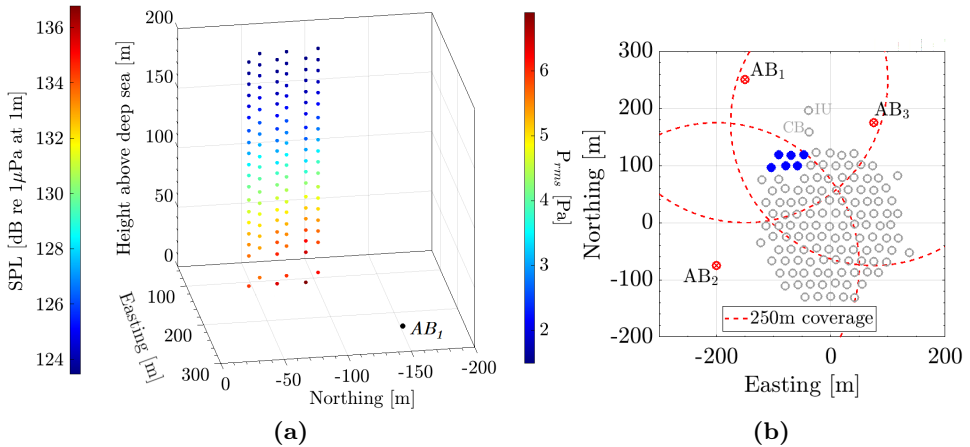 SPL [dB re 1μPa at 1m]
136
134
132
130
128
126
124
Height above deep sea [m]
200
150
100
50
0
Easting [m]
100
200
300
AB₁
0
-50
-100
-150
-200
Northing [m]
P rms [Pa]
6
5
4
3
2
(a)
Northing [m]
300
200
100
0
-100
-200
AB₁
IU
AB₃
CB
AB₂
250m coverage
-200
0
200
Easting [m]
(b)